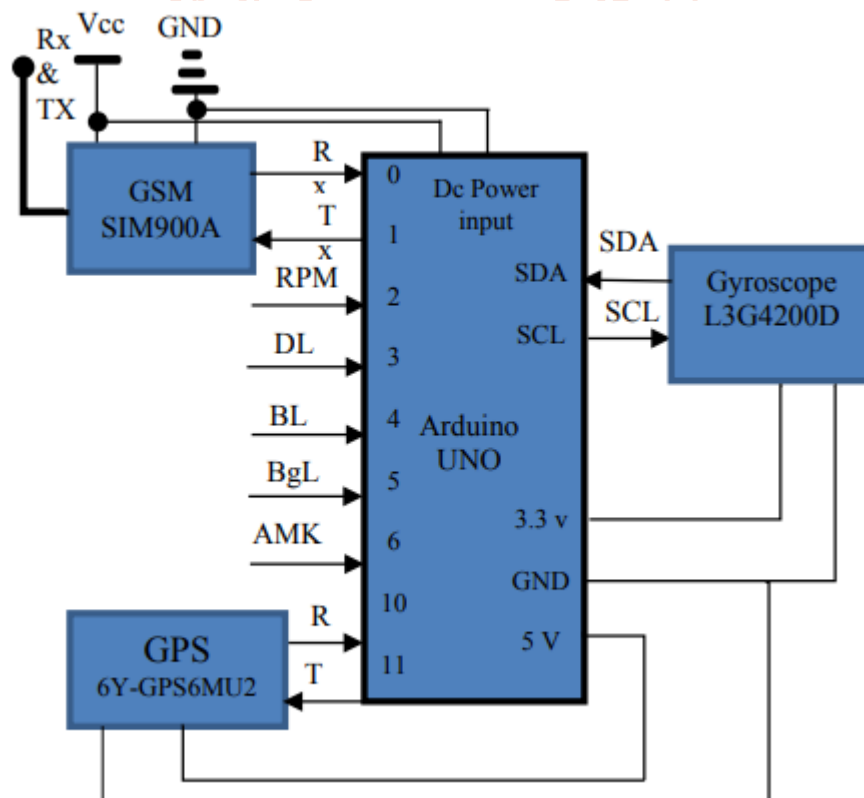 Rx
&
TX
Vcc
GND
GSM
SIM900A
R
x
T
x
RPM
DL
BL
BgL
AMK
R
T
GPS
6Y-GPS6MU2
0
1
2
3
4
5
6
10
11
Dc Power
input
SDA
SCL
Arduino
UNO
3.3 v
GND
5 V
SDA
SCL
Gyroscope
L3G4200D